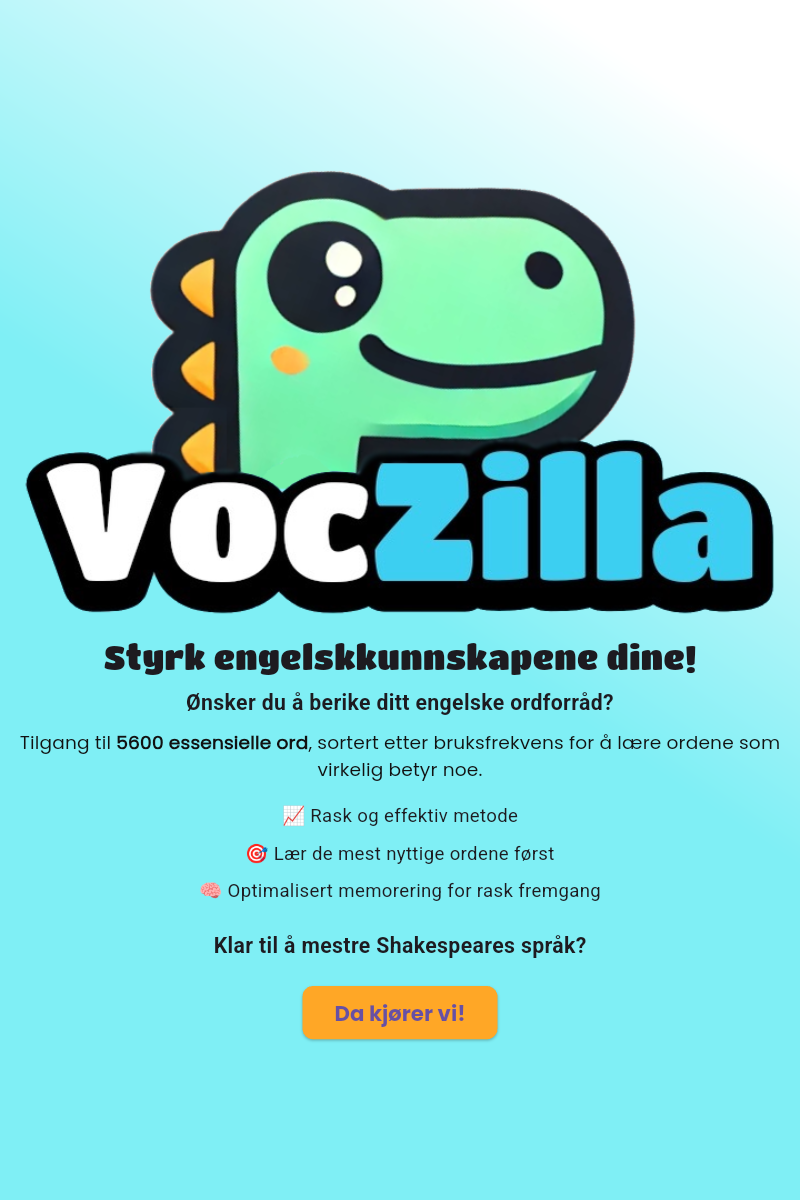 VocZilla
Styrk engelskkunnskapene dine!
Ønsker du å berike ditt engelske ordforråd?
Tilgang til 5600 essensielle ord, sortert etter bruksfrekvens for å lære ordene som
virkelig betyr noe.
📈 Rask og effektiv metode
🎯 Lær de mest nyttige ordene først
🧠 Optimalisert memorering for rask fremgang
Klar til å mestre Shakespeares språk?
Da kjører vi!